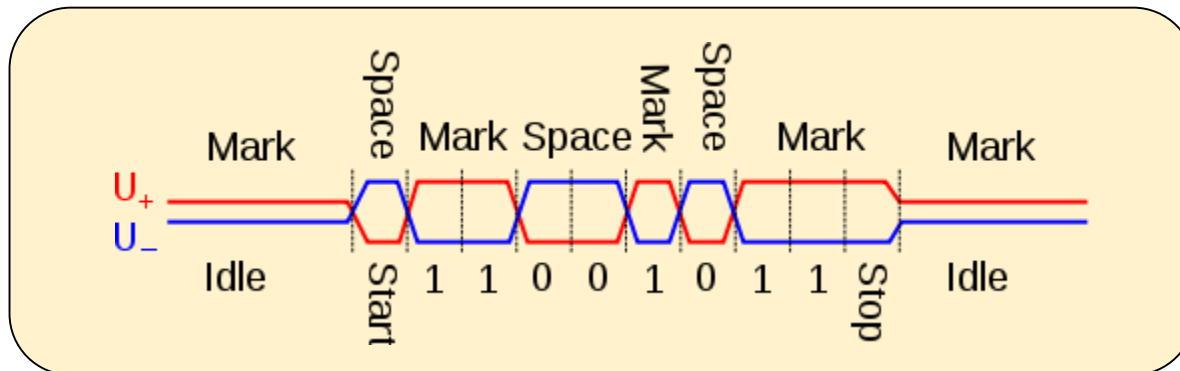 Space Mark Space
Mark Mark Space Mark Mark
U+
U−
Idle Start 1 1 0 0 1 0 1 1 Stop Idle